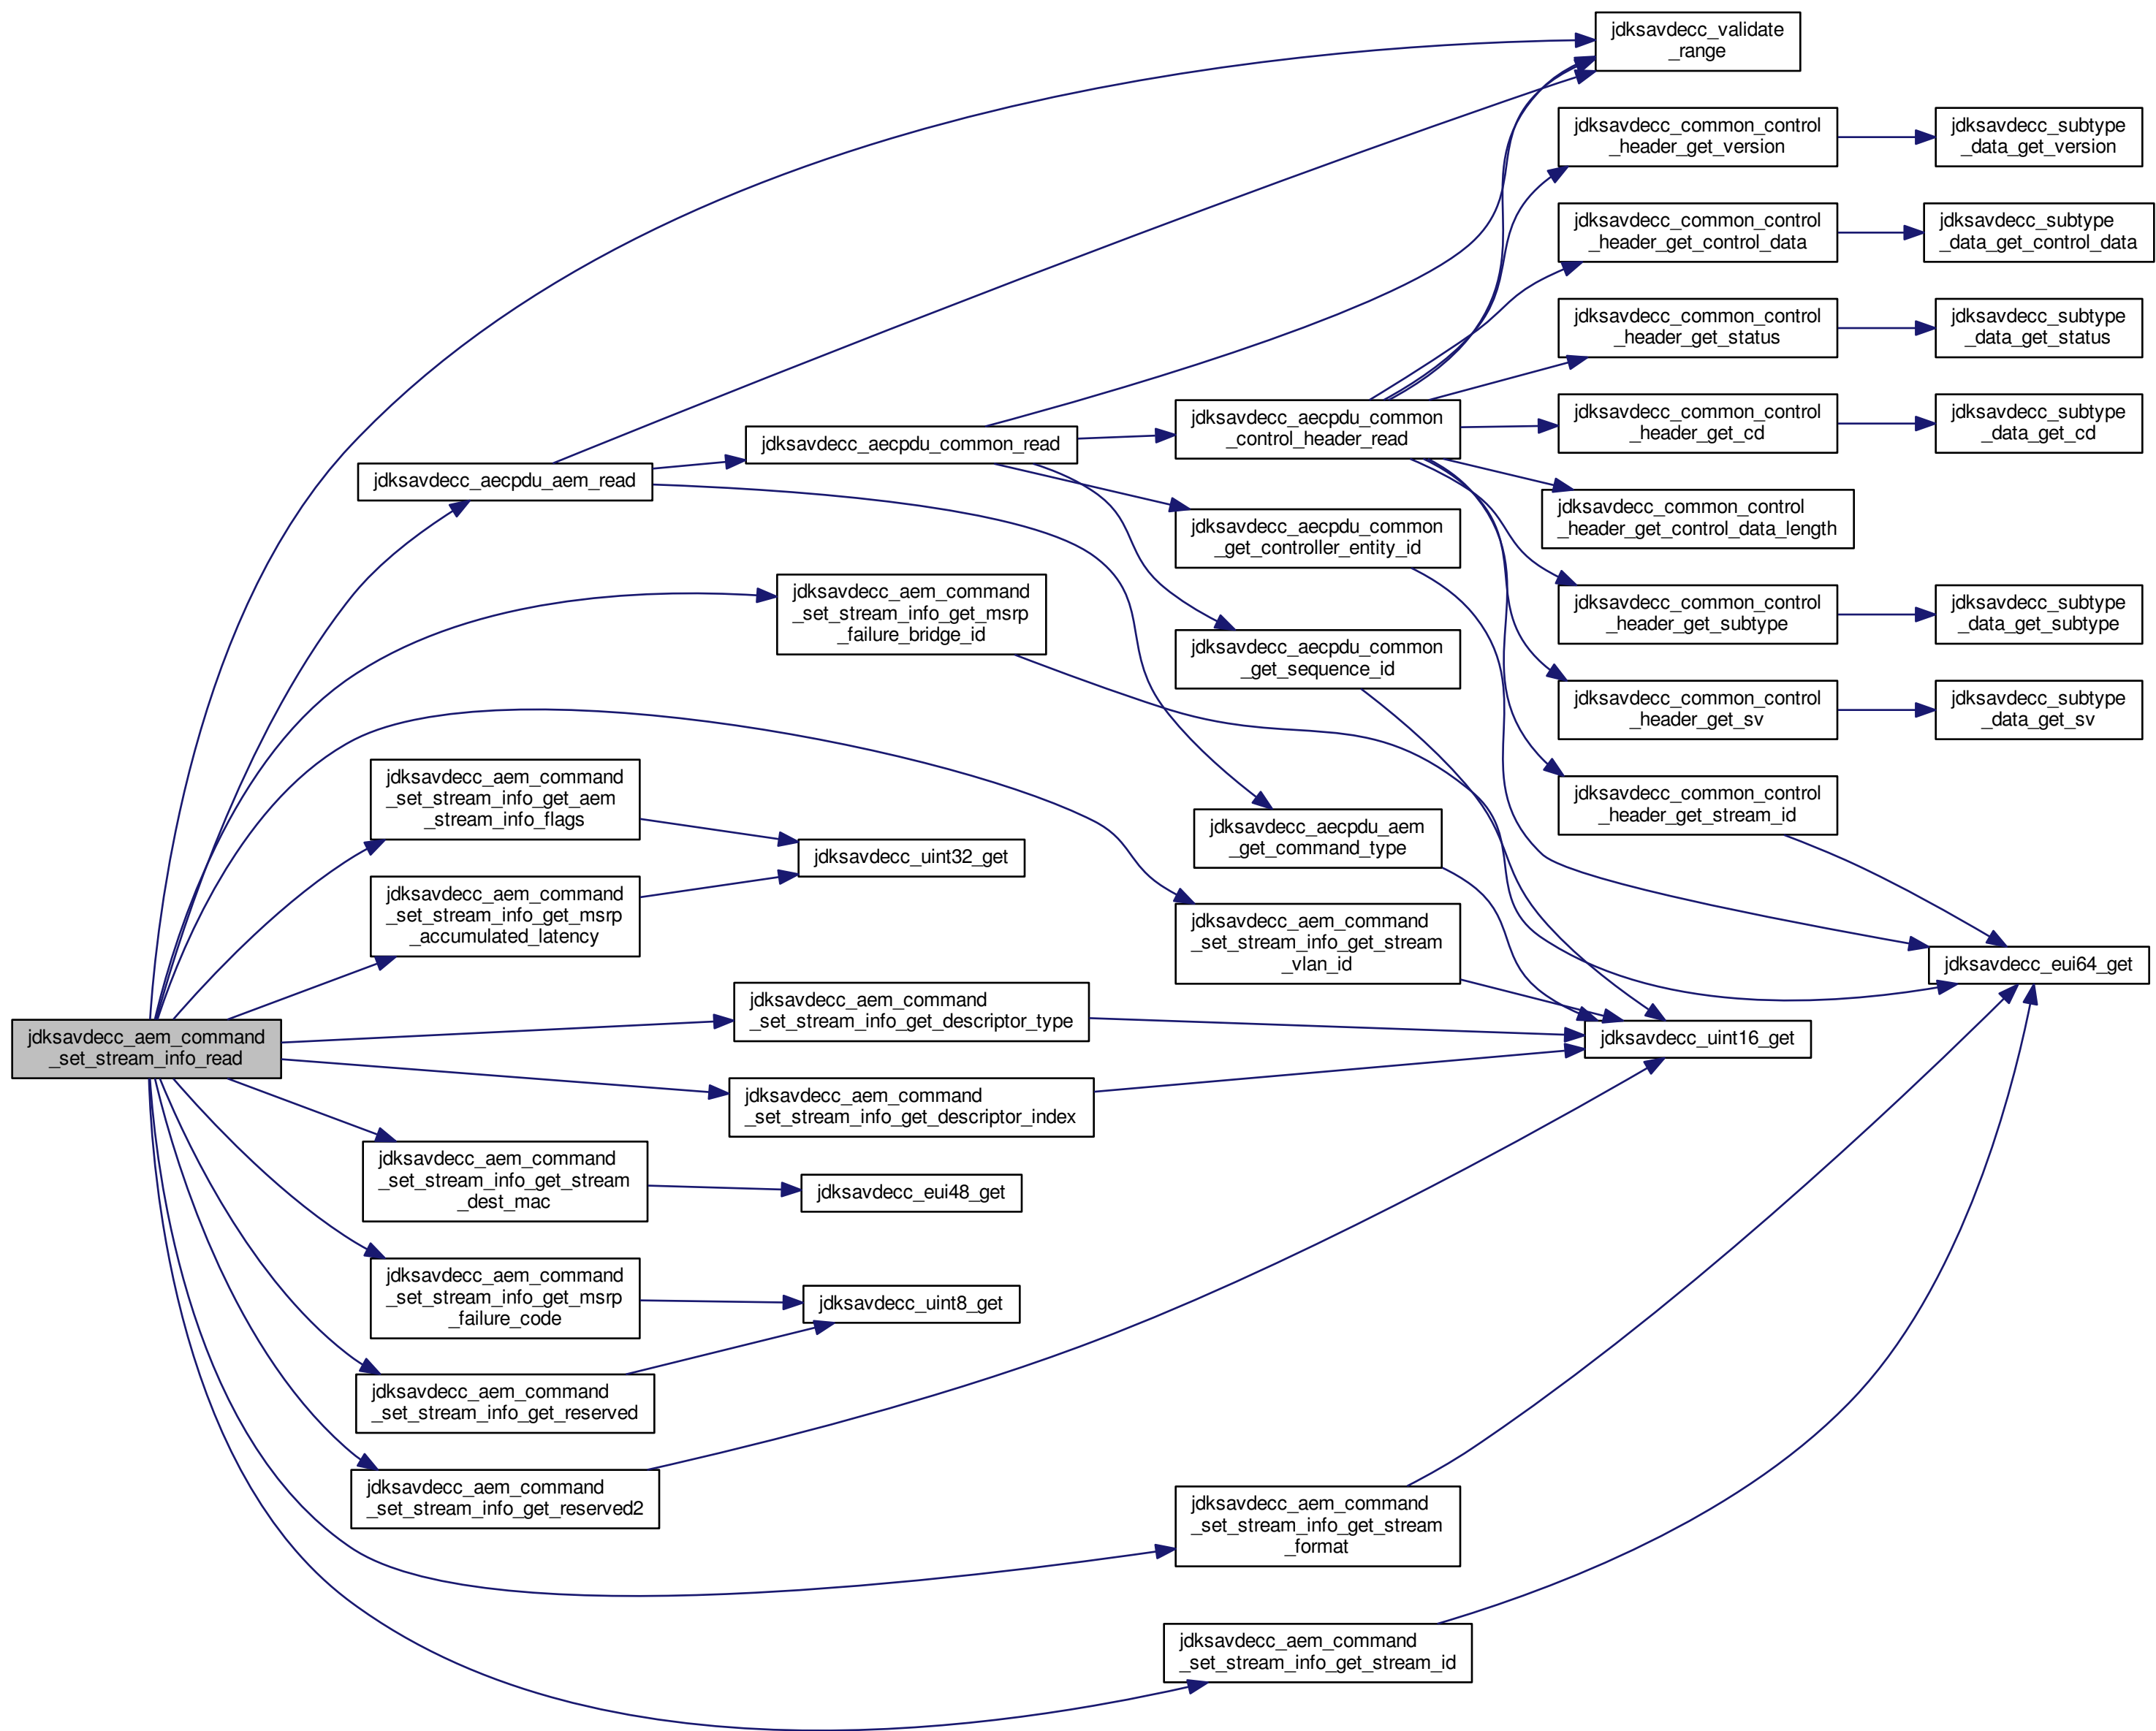 jdksavdecc_aem_command
_set_stream_info_read
jdksavdecc_aecpdu_aem_read
jdksavdecc_aem_command
_set_stream_info_get_aem
_stream_info_flags
jdksavdecc_aem_command
_set_stream_info_get_msrp
_accumulated_latency
jdksavdecc_aem_command
_set_stream_info_get_stream
_dest_mac
jdksavdecc_aem_command
_set_stream_info_get_msrp
_failure_code
jdksavdecc_aem_command
_set_stream_info_get_reserved
jdksavdecc_aem_command
_set_stream_info_get_reserved2
jdksavdecc_aecpdu_common_read
jdksavdecc_aem_command
_set_stream_info_get_msrp
_failure_bridge_id
jdksavdecc_uint32_get
jdksavdecc_aem_command
_set_stream_info_get_descriptor_type
jdksavdecc_aem_command
_set_stream_info_get_descriptor_index
jdksavdecc_eui48_get
jdksavdecc_uint8_get
jdksavdecc_aecpdu_common
_control_header_read
jdksavdecc_aecpdu_common
_get_controller_entity_id
jdksavdecc_aecpdu_common
_get_sequence_id
jdksavdecc_aecpdu_aem
_get_command_type
jdksavdecc_aem_command
_set_stream_info_get_stream
_vlan_id
jdksavdecc_aem_command
_set_stream_info_get_stream
_format
jdksavdecc_aem_command
_set_stream_info_get_stream_id
jdksavdecc_validate
_range
jdksavdecc_common_control
_header_get_version
jdksavdecc_common_control
_header_get_control_data
jdksavdecc_common_control
_header_get_status
jdksavdecc_common_control
_header_get_cd
jdksavdecc_common_control
_header_get_control_data_length
jdksavdecc_common_control
_header_get_subtype
jdksavdecc_common_control
_header_get_sv
jdksavdecc_common_control
_header_get_stream_id
jdksavdecc_uint16_get
jdksavdecc_subtype
_data_get_version
jdksavdecc_subtype
_data_get_control_data
jdksavdecc_subtype
_data_get_status
jdksavdecc_subtype
_data_get_cd
jdksavdecc_subtype
_data_get_subtype
jdksavdecc_subtype
_data_get_sv
jdksavdecc_eui64_get